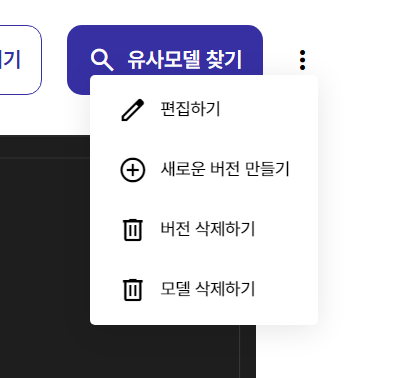 기
유사모델 찾기
편집하기
새로운 버전 만들기
버전 삭제하기
모델 삭제하기